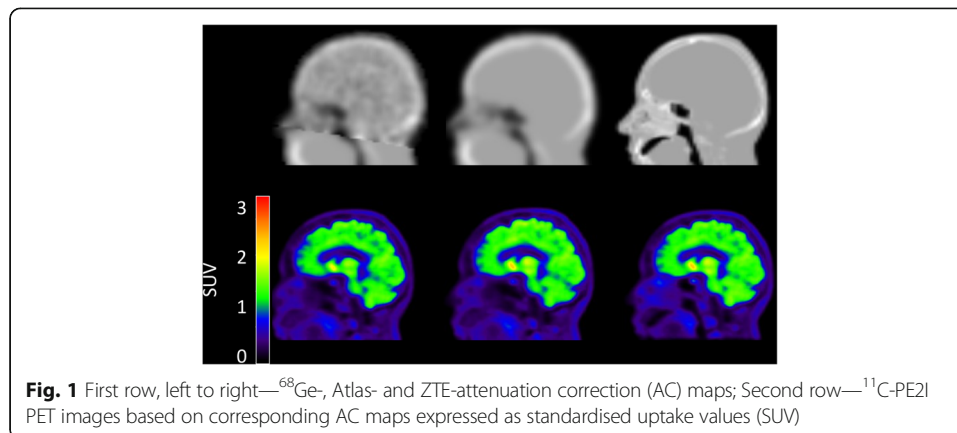 3
2
1
0
SUV
Fig. 1 First row, left to right—⁶⁸Ge-, Atlas- and ZTE-attenuation correction (AC) maps; Second row—¹¹C-PE2I
PET images based on corresponding AC maps expressed as standardised uptake values (SUV)